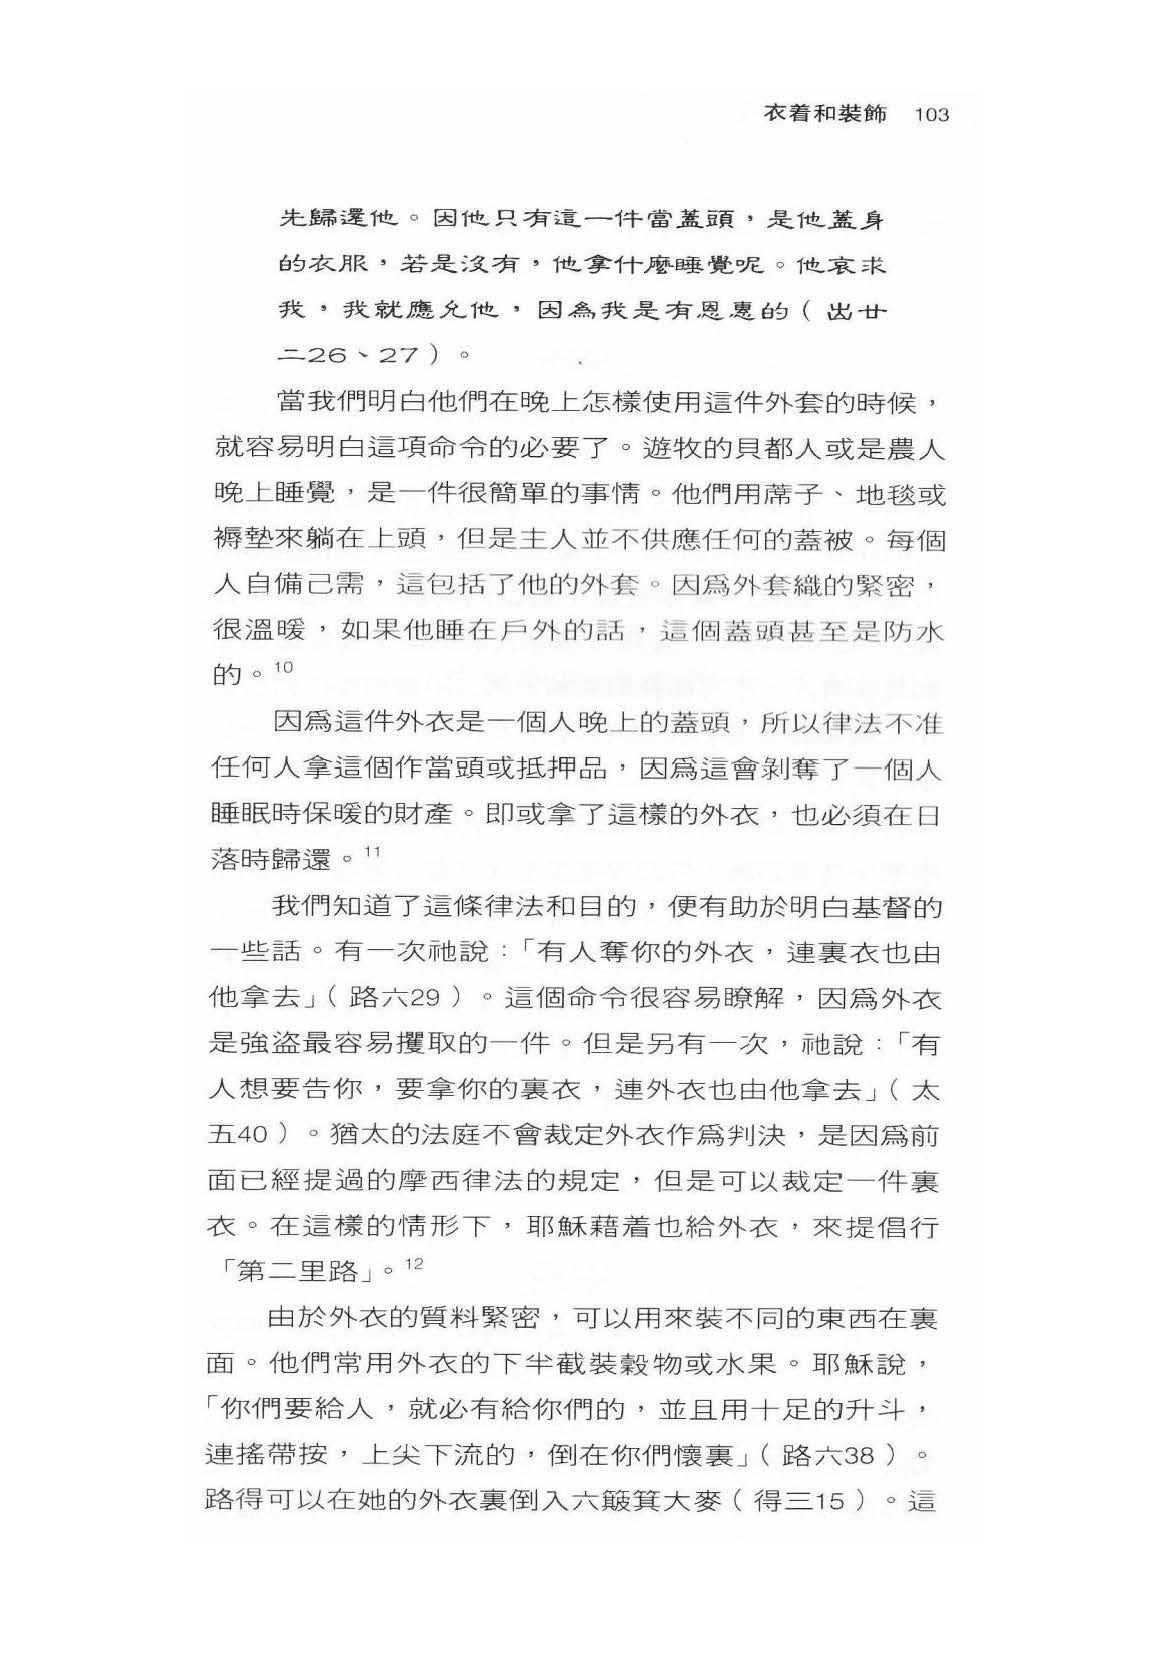 衣着和裝飾 103
先歸還他。因他只有這一件當蓋頭，是他蓋身
的衣服，若是沒有，他拿什麼睡覺呢。他哀求
我，我就應允他，因為我是有恩惠的（出廿
二26、27）。
當我們明白他們在晚上怎樣使用這件外套的時候，
就容易明白這項命令的必要了。遊牧的貝都人或是農人
晚上睡覺，是一件很簡單的事情。他們用蓆子、地毯或
褥墊來躺在上頭，但是主人並不供應任何的蓋被。每個
人自備己需，這包括了他的外套。因爲外套織的緊密，
很溫暖，如果他睡在戶外的話，這個蓋頭甚至是防水
的。10
因爲這件外衣是一個人晚上的蓋頭，所以律法不准
任何人拿這個作當頭或抵押品，因爲這會剝奪了一個人
睡眠時保暖的財產。即或拿了這樣的外衣，也必須在日
落時歸還。11
我們知道了這條律法和目的，便有助於明白基督的
一些話。有一次祂說：「有人奪你的外衣，連裏衣也由
他拿去」（路六29）。這個命令很容易瞭解，因爲外衣
是強盜最容易攫取的一件。但是另有一次，祂說：「有
人想要告你，要拿你的裏衣，連外衣也由他拿去」（太
五40）。猶太的法庭不會裁定外衣作爲判決，是因爲前
面已經提過的摩西律法的規定，但是可以裁定一件裏
衣。在這樣的情形下，耶穌藉着也給外衣，來提倡行
「第二里路」。12
由於外衣的質料緊密，可以用來裝不同的東西在裏
面。他們常用外衣的下半截裝穀物或水果。耶穌說，
「你們要給人，就必有給你們的，並且用十足的升斗，
連搖帶按，上尖下流的，倒在你們懷裏」（路六38）。
路得可以在她的外衣裏倒入六簸箕大麥（得三15）。這